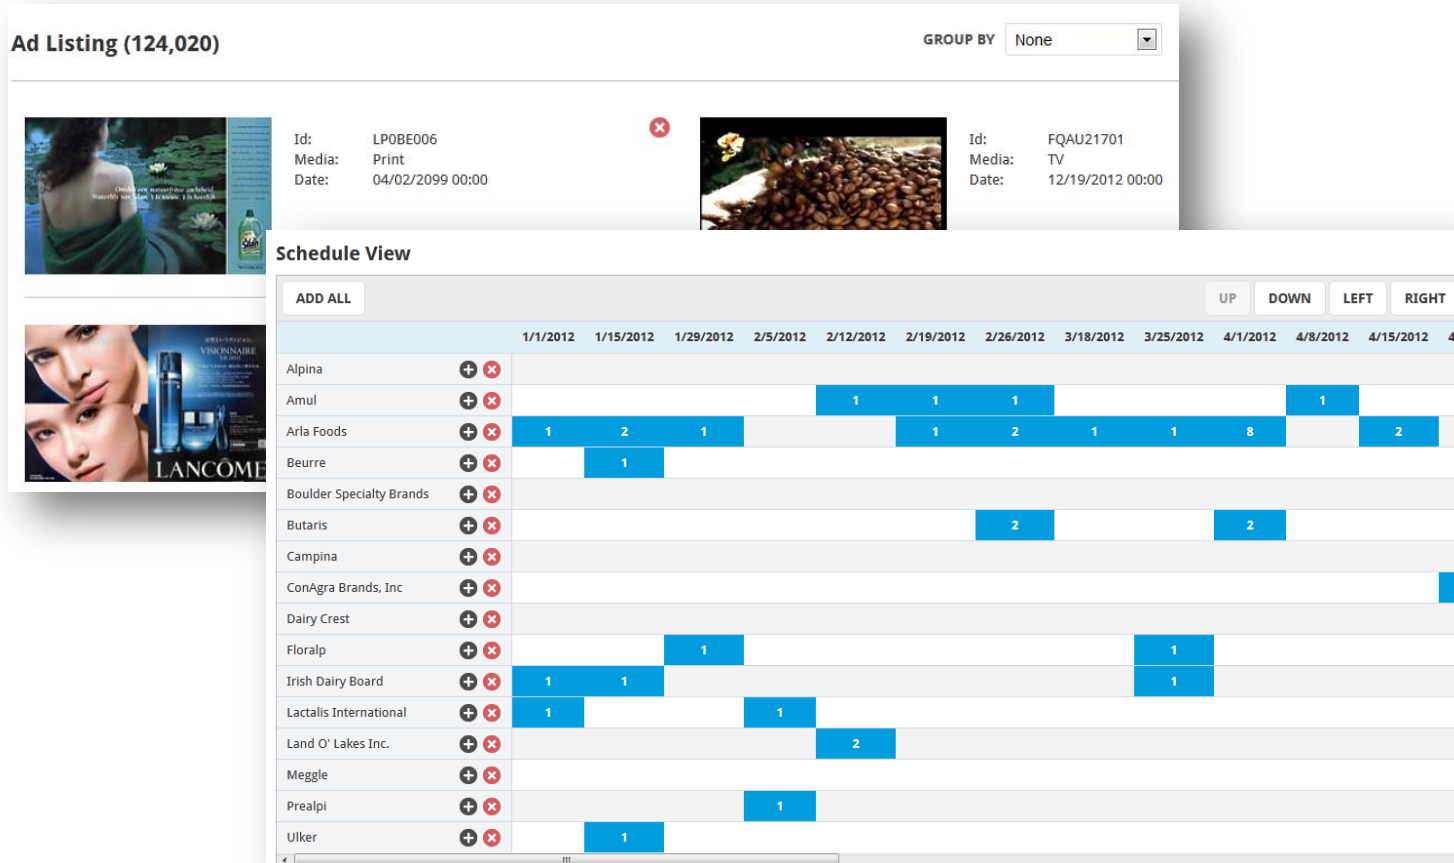 Ad Listing (124,020)
GROUP BY None
Id: LP0BE006
Media: Print
Date: 04/02/2099 00:00
Id: FQAU21701
Media: TV
Date: 12/19/2012 00:00
VISIONNAIRE
LANCÔME
Schedule View
ADD ALL
UP DOWN LEFT RIGHT
1/1/2012 1/15/2012 1/29/2012 2/5/2012 2/12/2012 2/19/2012 2/26/2012 3/18/2012 3/25/2012 4/1/2012 4/8/2012 4/15/2012 4
Alpina
Amul 1 1 1 1
Arla Foods 1 2 1 1 2 1 1 8 2
Beurre 1
Boulder Specialty Brands
Butaris 2 2
Campina
ConAgra Brands, Inc
Dairy Crest
Floralp 1 1
Irish Dairy Board 1 1 1
Lactalis International 1 1
Land O' Lakes Inc. 2
Meggle
Prealpi 1
Ulker 1